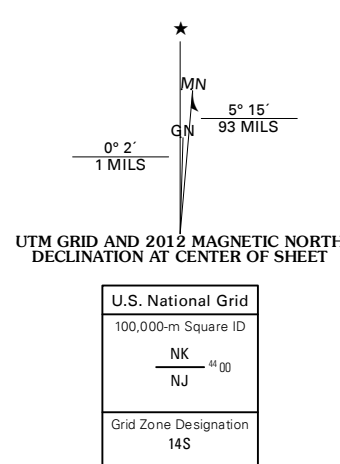 ★
MN
5° 15´
93 MILS
GN
0° 2´
1 MILS
UTM GRID AND 2012 MAGNETIC NORTH
DECLINATION AT CENTER OF SHEET
U.S. National Grid
100,000-m Square ID
NK
44 00
NJ
Grid Zone Designation
14S